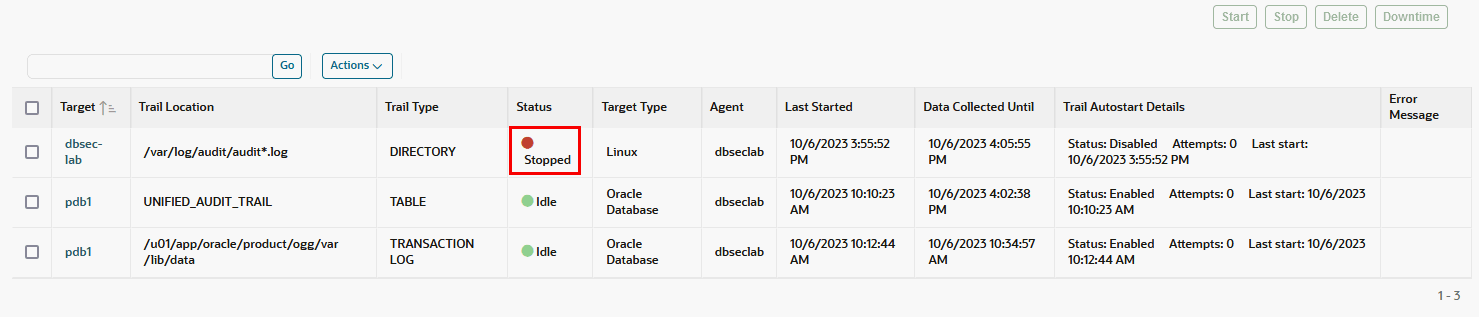 Start Stop Delete Downtime
Go Actions
Target Trail Location Trail Type Status Target Type Agent Last Started Data Collected Until Trail Autostart Details Error
Message
dbsec-
lab
/var/log/audit/audit*.log DIRECTORY Stopped Linux dbseclab
10/6/2023 3:55:52
PM
10/6/2023 4:05:55
PM
Status: Disabled Attempts: 0 Last start:
10/6/2023 3:55:52 PM
pdb1 UNIFIED_AUDIT_TRAIL TABLE Idle
Oracle
Database
dbseclab
10/6/2023 10:10:23
AM
10/6/2023 4:02:38
PM
Status: Enabled Attempts: 0 Last start: 10/6/2023
10:10:23 AM
pdb1
/u01/app/oracle/product/ogg/var
/lib/data
TRANSACTION
LOG
Idle
Oracle
Database
dbseclab
10/6/2023 10:12:44
AM
10/6/2023 10:34:57
AM
Status: Enabled Attempts: 0 Last start: 10/6/2023
10:12:44 AM
1 - 3